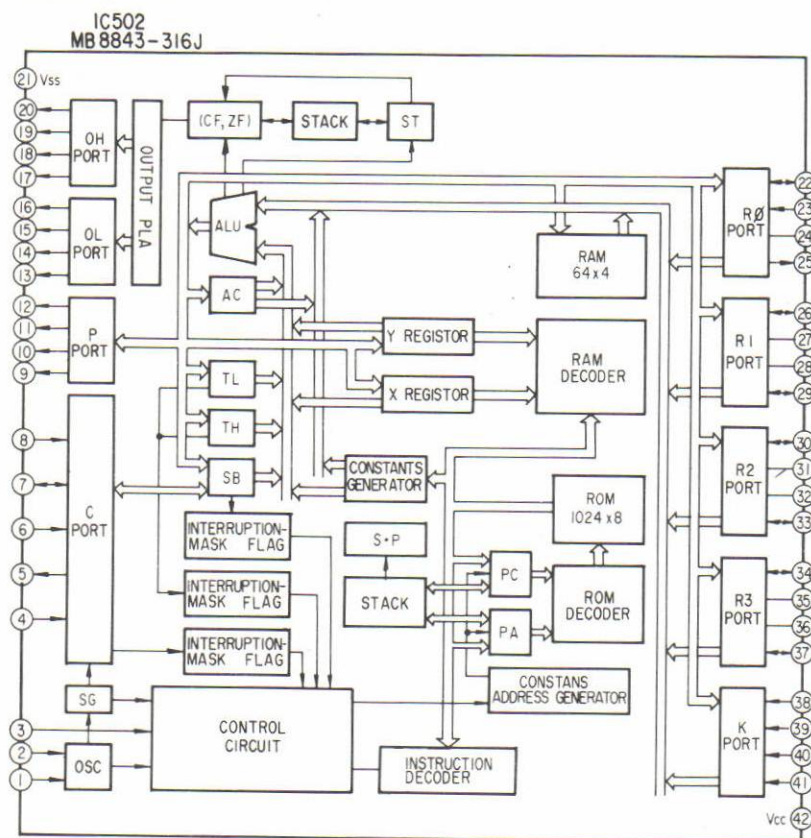 IC502
MB8843-316J
21 Vss
20
19
18
17
OH
PORT
16
15
14
13
OL
PORT
OUTPUT PLA
(CF, ZF)
STACK
ST
ALU
12
11
10
9
P
PORT
AC
TL
TH
SB
8
7
6
5
4
C
PORT
INTERRUPTION-
MASK FLAG
INTERRUPTION-
MASK FLAG
INTERRUPTION-
MASK FLAG
SG
3
2
1
OSC
CONTROL
CIRCUIT
Y REGISTOR
X REGISTOR
CONSTANTS
GENERATOR
S·P
STACK
RAM
64x4
RAM
DECODER
ROM
1024x8
PC
PA
ROM
DECODER
CONSTANS
ADDRESS GENERATOR
INSTRUCTION
DECODER
RØ
PORT
22
23
24
25
R1
PORT
26
27
28
29
R2
PORT
30
31
32
33
R3
PORT
34
35
36
37
K
PORT
38
39
40
41
Vcc 42